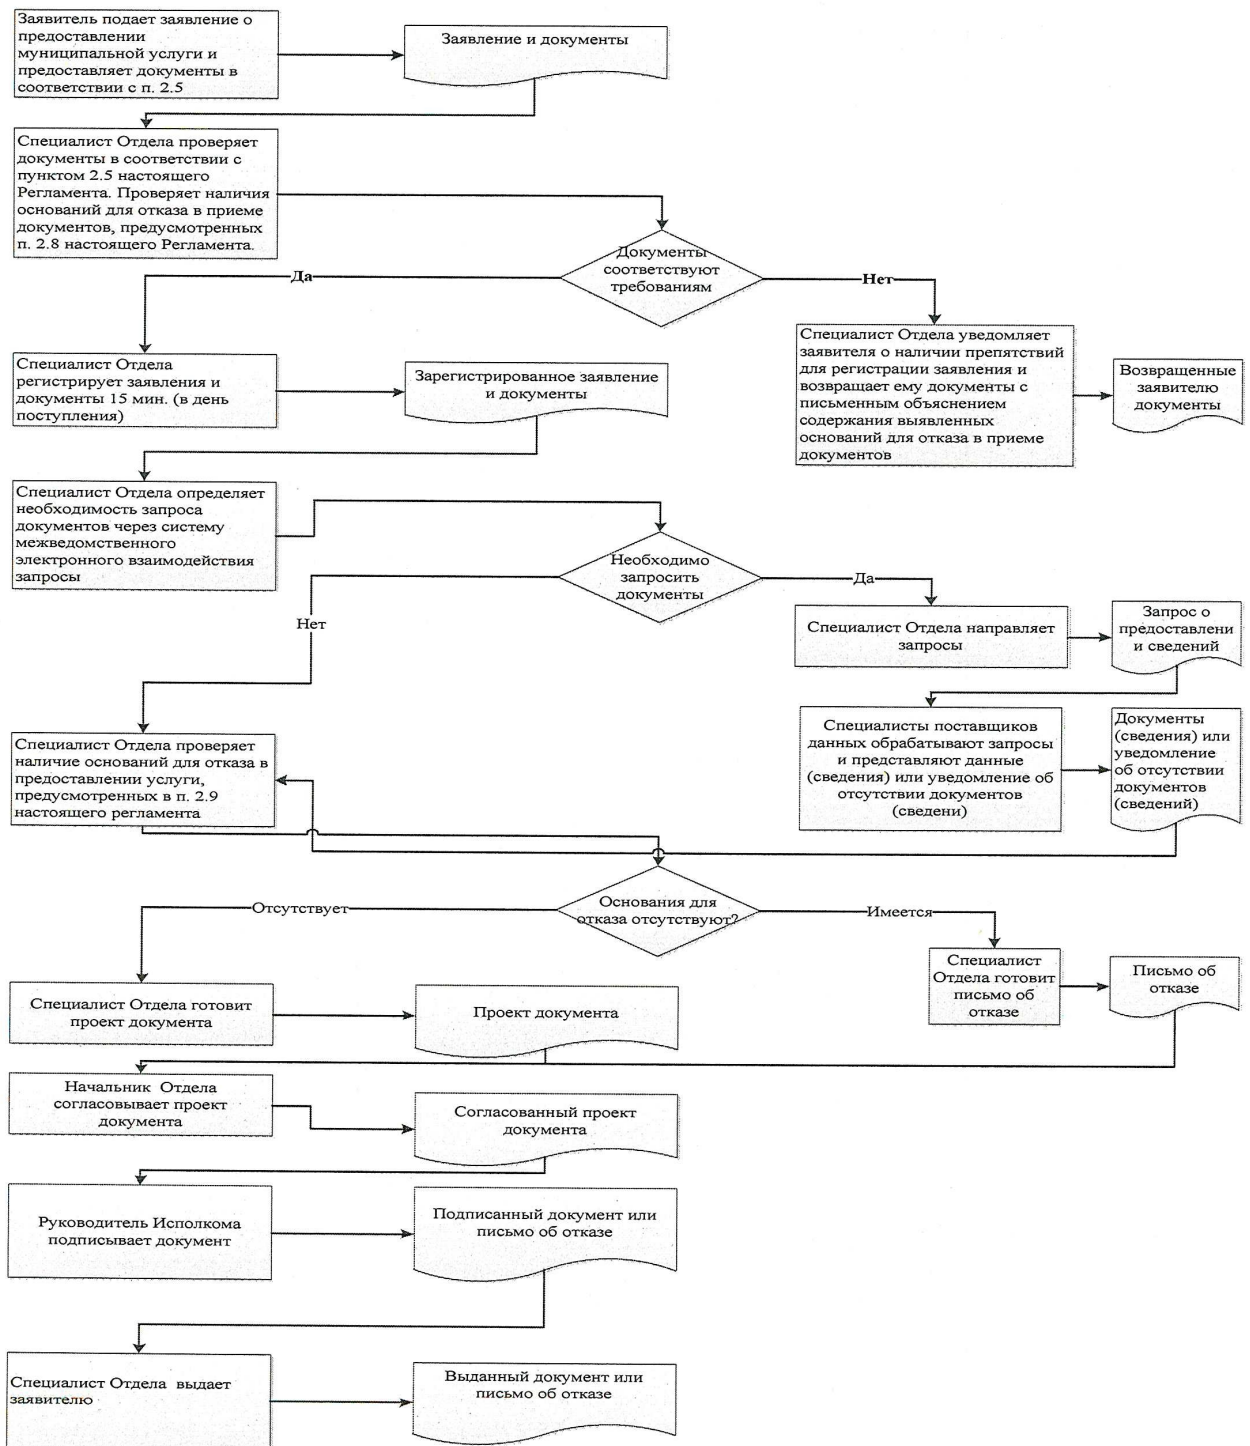 Заявитель подает заявление о
предоставлении
муниципальной услуги и
предоставляет документы в
соответствии с п. 2.5
Заявление и документы
Специалист Отдела проверяет
документы в соответствии с
пунктом 2.5 настоящего
Регламента. Проверяет наличия
оснований для отказа в приеме
документов, предусмотренных
п. 2.8 настоящего Регламента.
Документы
соответствуют
требованиям
Да
Нет
Специалист Отдела
регистрирует заявления и
документы 15 мин. (в день
поступления)
Зарегистрированное заявление
и документы
Специалист Отдела уведомляет
заявителя о наличии препятствий
для регистрации заявления и
возвращает ему документы с
письменным объяснением
содержания выявленных
оснований для отказа в приеме
документов
Возвращенные
заявителю
документы
Специалист Отдела определяет
необходимость запроса
документов через систему
межведомственного
электронного взаимодействия
запросы
Необходимо
запросить
документы
Да
Нет
Специалист Отдела направляет
запросы
Запрос о
предоставлени
и сведений
Специалист Отдела проверяет
наличие оснований для отказа в
предоставлении услуги,
предусмотренных в п. 2.9
настоящего регламента
Специалисты поставщиков
данных обрабатывают запросы
и представляют данные
(сведения) или уведомление об
отсутствии документов
(сведени)
Документы
(сведения) или
уведомление
об отсутствии
документов
(сведений)
Основания для
отказа отсутствуют?
Отсутствует
Имеется
Специалист
Отдела готовит
письмо об
отказе
Письмо об
отказе
Специалист Отдела готовит
проект документа
Проект документа
Начальник Отдела
согласовывает проект
документа
Согласованный проект
документа
Руководитель Исполкома
подписывает документ
Подписанный документ или
письмо об отказе
Специалист Отдела выдает
заявителю
Выданный документ или
письмо об отказе